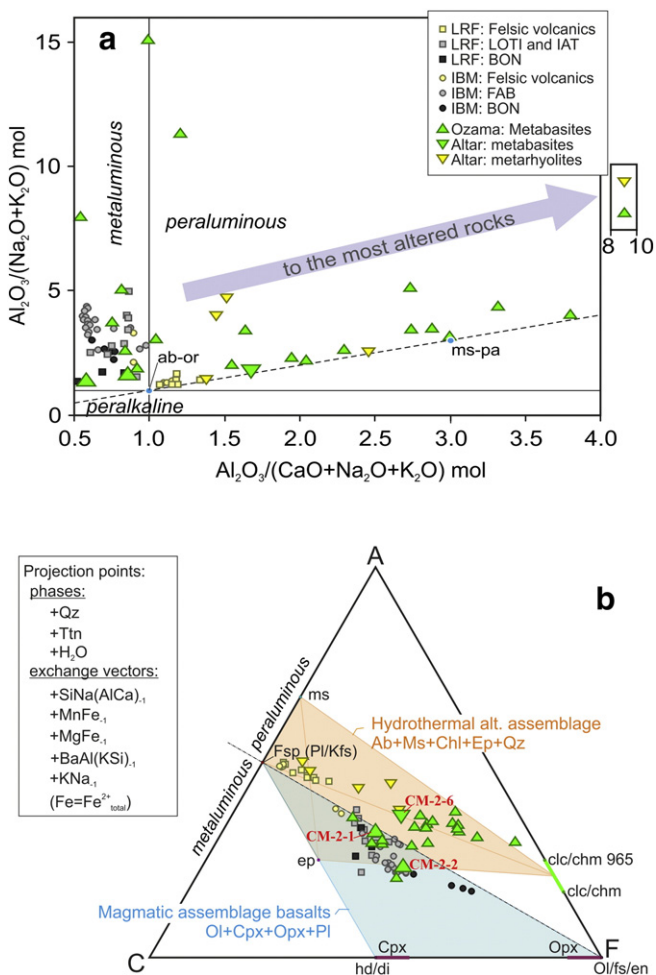 a
15
10
5
0
Al₂O₃/(Na₂O+K₂O) mol
metaluminous
peraluminous
peralkaline
ab-or
ms-pa
to the most altered rocks
LRF: Felsic volcanics
LRF: LOTI and IAT
LRF: BON
IBM: Felsic volcanics
IBM: FAB
IBM: BON
Ozama: Metabasites
Altar: metabasites
Altar: metarhyolites
8 9 10
0.5 1.0 1.5 2.0 2.5 3.0 3.5 4.0
Al₂O₃/(CaO+Na₂O+K₂O) mol
b
Projection points:
phases:
+Qz
+Ttn
+H₂O
exchange vectors:
+SiNa(AlCa)₋₁
+MnFe₋₁
+MgFe₋₁
+BaAl(KSi)₋₁
+KNa₋₁
(Fe=Fe²⁺total)
A
peraluminous
metaluminous
ms
Hydrothermal alt. assemblage
Ab+Ms+Chl+Ep+Qz
Fsp (Pl/Kfs)
CM-2-6
CM-2-1
CM-2-2
ep
clc/chm 965
clc/chm
Magmatic assemblage basalts
Ol+Cpx+Opx+Pl
C
Cpx
Opx
F
hd/di
Ol/fs/en